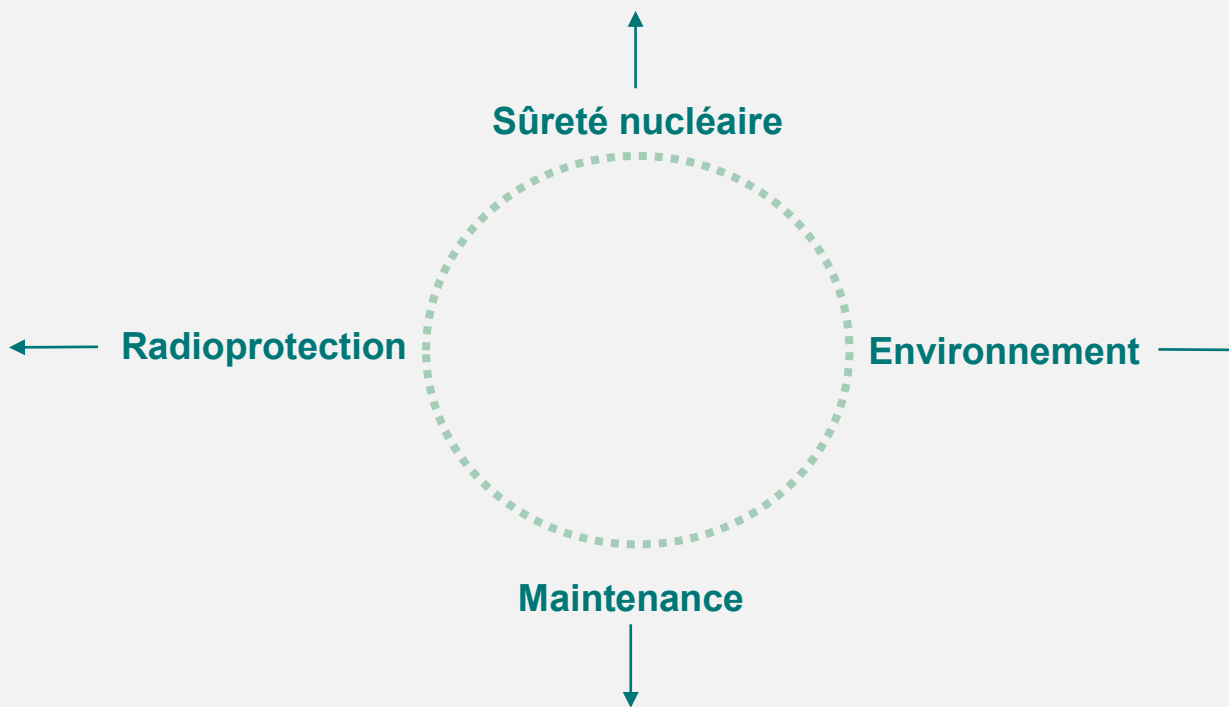 Sûreté nucléaire
Radioprotection
Environnement
Maintenance